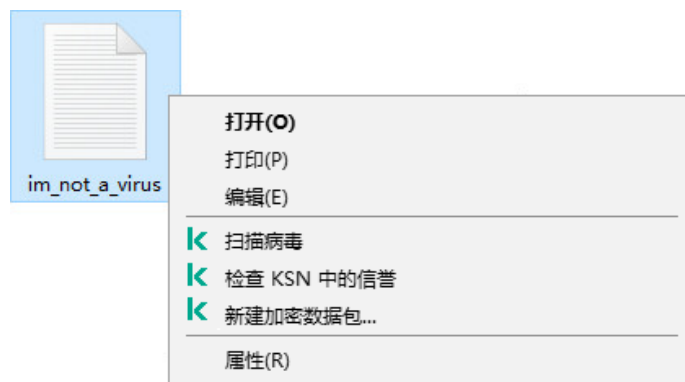 im_not_a_virus
打开(O)
打印(P)
编辑(E)
扫描病毒
检查 KSN 中的信誉
新建加密数据包...
属性(R)